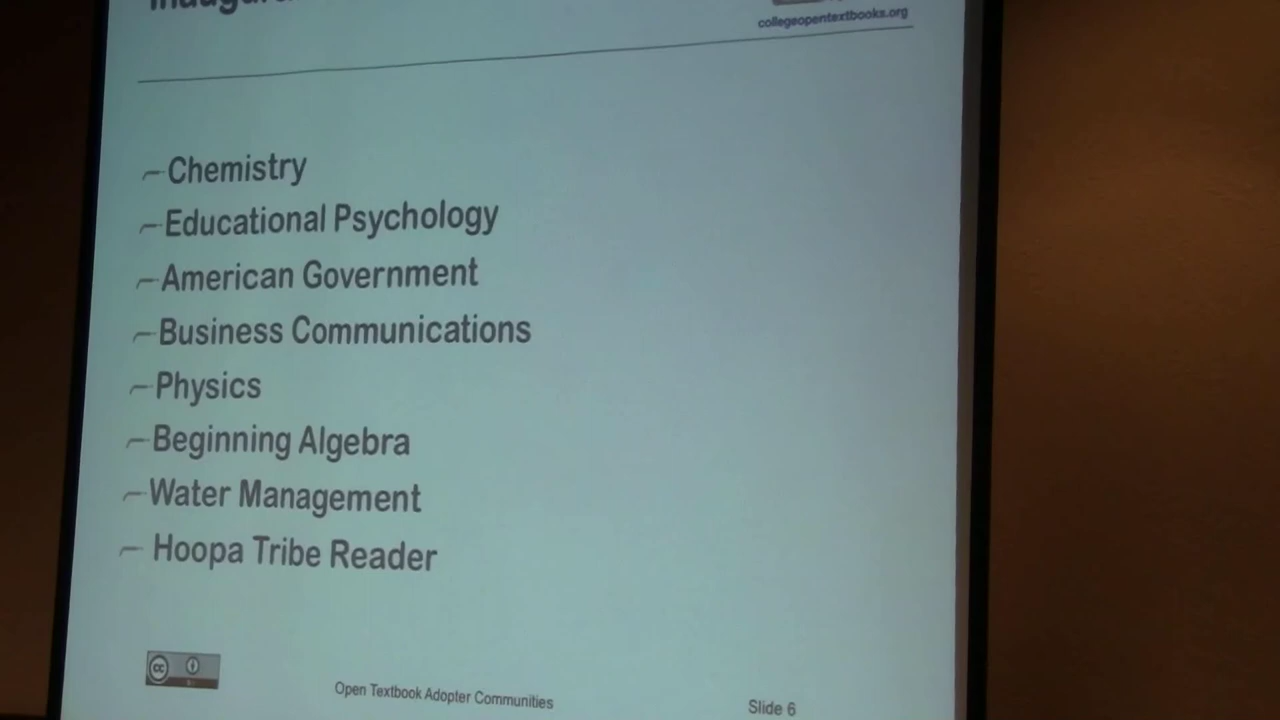 collegeopentextbooks.org
Chemistry
Educational Psychology
American Government
Business Communications
Physics
Beginning Algebra
Water Management
Hoopa Tribe Reader
cc
Open Textbook Adopter Communities
Slide 6